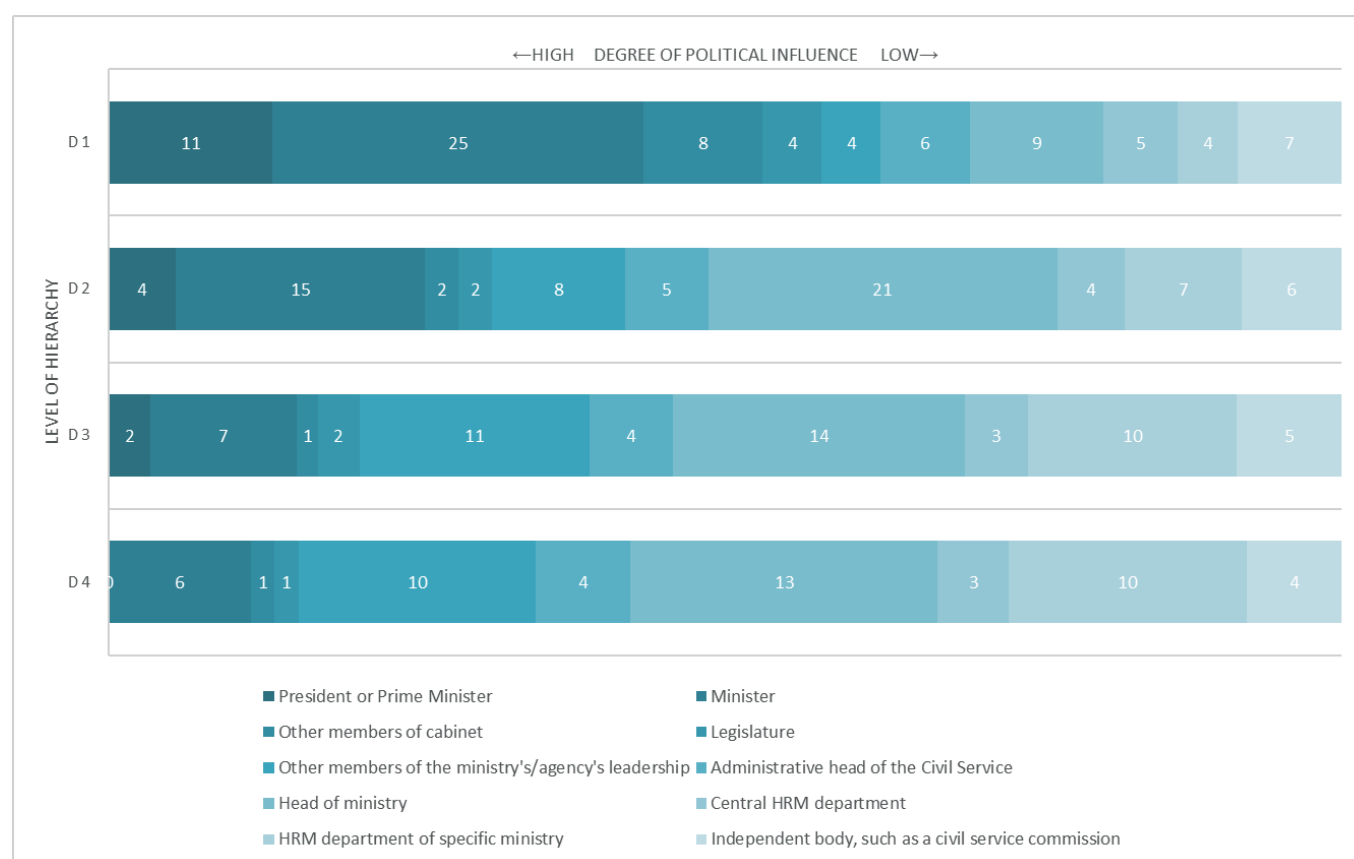 ←HIGH DEGREE OF POLITICAL INFLUENCE LOW→
LEVEL OF HIERARCHY
D 1
11 25 8 4 4 6 9 5 4 7
D 2
4 15 2 2 8 5 21 4 7 6
D 3
2 7 1 2 11 4 14 3 10 5
D 4
0 6 1 1 10 4 13 3 10 4
President or Prime Minister Minister
Other members of cabinet Legislature
Other members of the ministry's/agency's leadership Administrative head of the Civil Service
Head of ministry Central HRM department
HRM department of specific ministry Independent body, such as a civil service commission